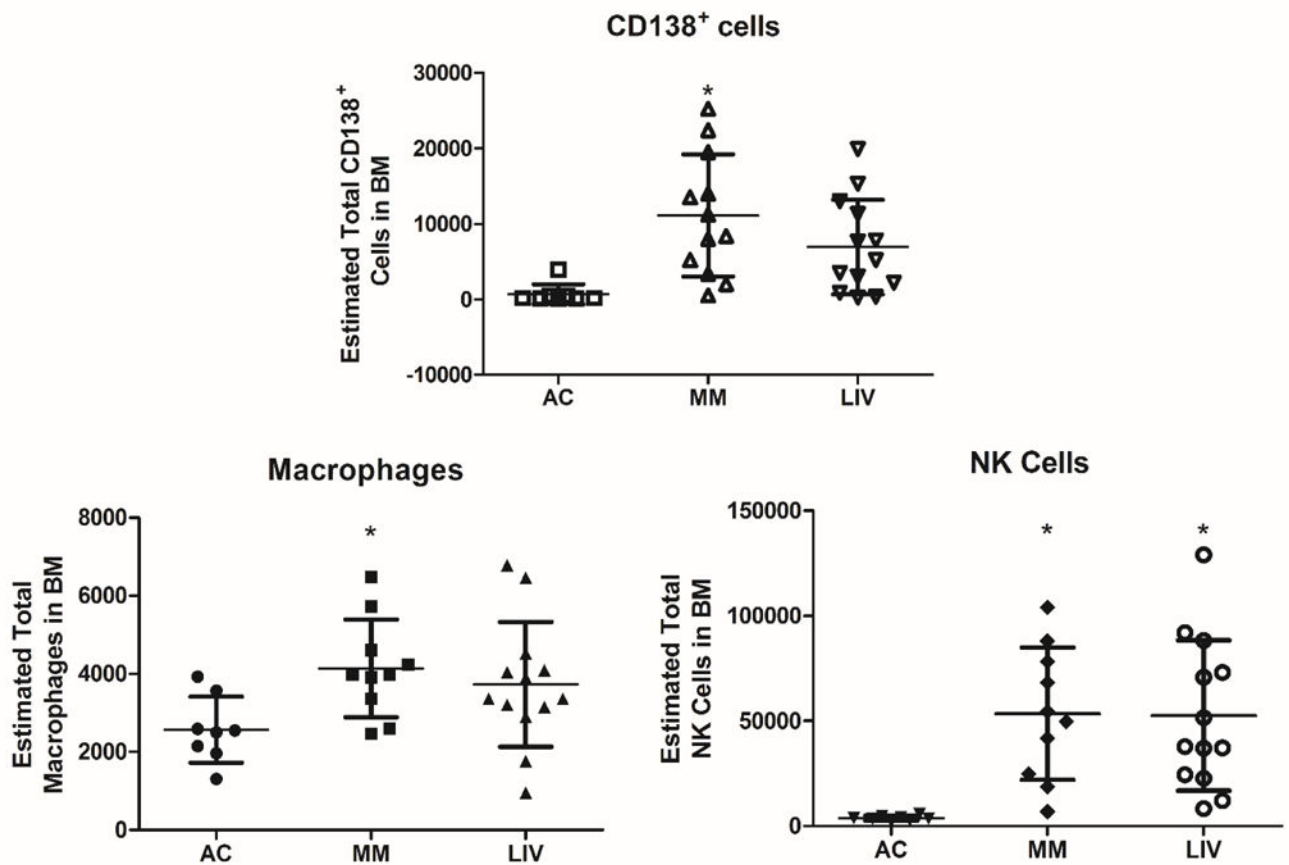 CD138⁺ cells
Estimated Total CD138⁺
Cells in BM
30000
20000
10000
0
-10000
*
AC MM LIV
Macrophages
Estimated Total
Macrophages in BM
8000
6000
4000
2000
0
*
AC MM LIV
NK Cells
Estimated Total
NK Cells in BM
150000
100000
50000
0
* *
AC MM LIV